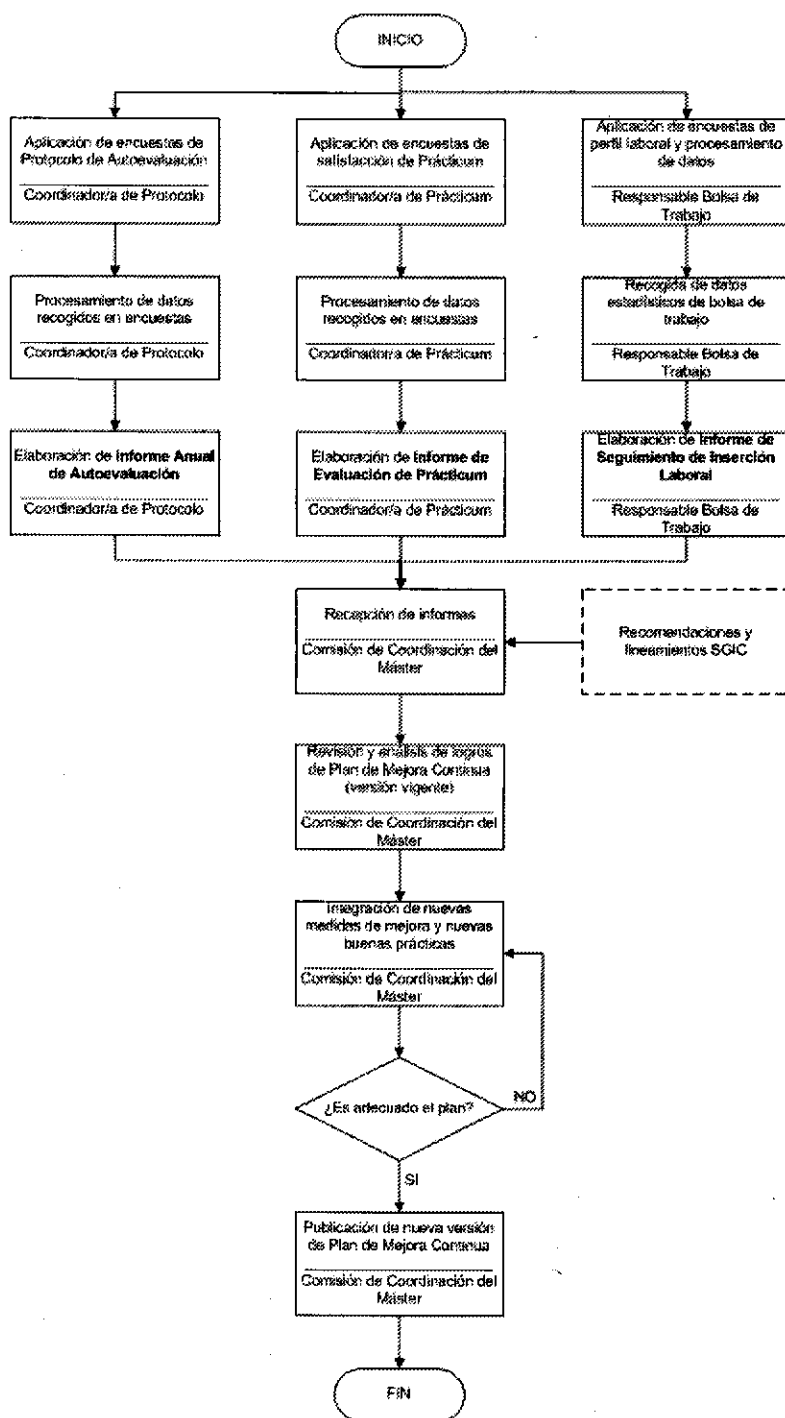 INICIO
Aplicación de encuestas de
Protocolo de Autoevaluación
Coordinador/a de Protocolo
Aplicación de encuestas de
satisfacción de Prácticum
Coordinador/a de Prácticum
Aplicación de encuestas de
perfil laboral y procesamiento
de datos
Responsable Bolsa de
Trabajo
Procesamiento de datos
recogidos en encuestas
Coordinador/a de Protocolo
Procesamiento de datos
recogidos en encuestas
Coordinador/a de Prácticum
Recogida de datos
estadísticos de bolsa de
trabajo
Responsable Bolsa de
Trabajo
Elaboración de Informe Anual
de Autoevaluación
Coordinador/a de Protocolo
Elaboración de Informe de
Evaluación de Prácticum
Coordinador/a de Prácticum
Elaboración de Informe de
Seguimiento de Inserción
Laboral
Responsable Bolsa de
Trabajo
Recepción de informes
Comisión de Coordinación del
Máster
Recomendaciones y
lineamientos SGIC
Revisión y análisis de logros
de Plan de Mejora Continua
(versión vigente)
Comisión de Coordinación del
Máster
Integración de nuevas
medidas de mejora y nuevas
buenas prácticas
Comisión de Coordinación del
Máster
¿Es adecuado el plan?
NO
SI
Publicación de nueva versión
de Plan de Mejora Continua
Comisión de Coordinación del
Máster
FIN